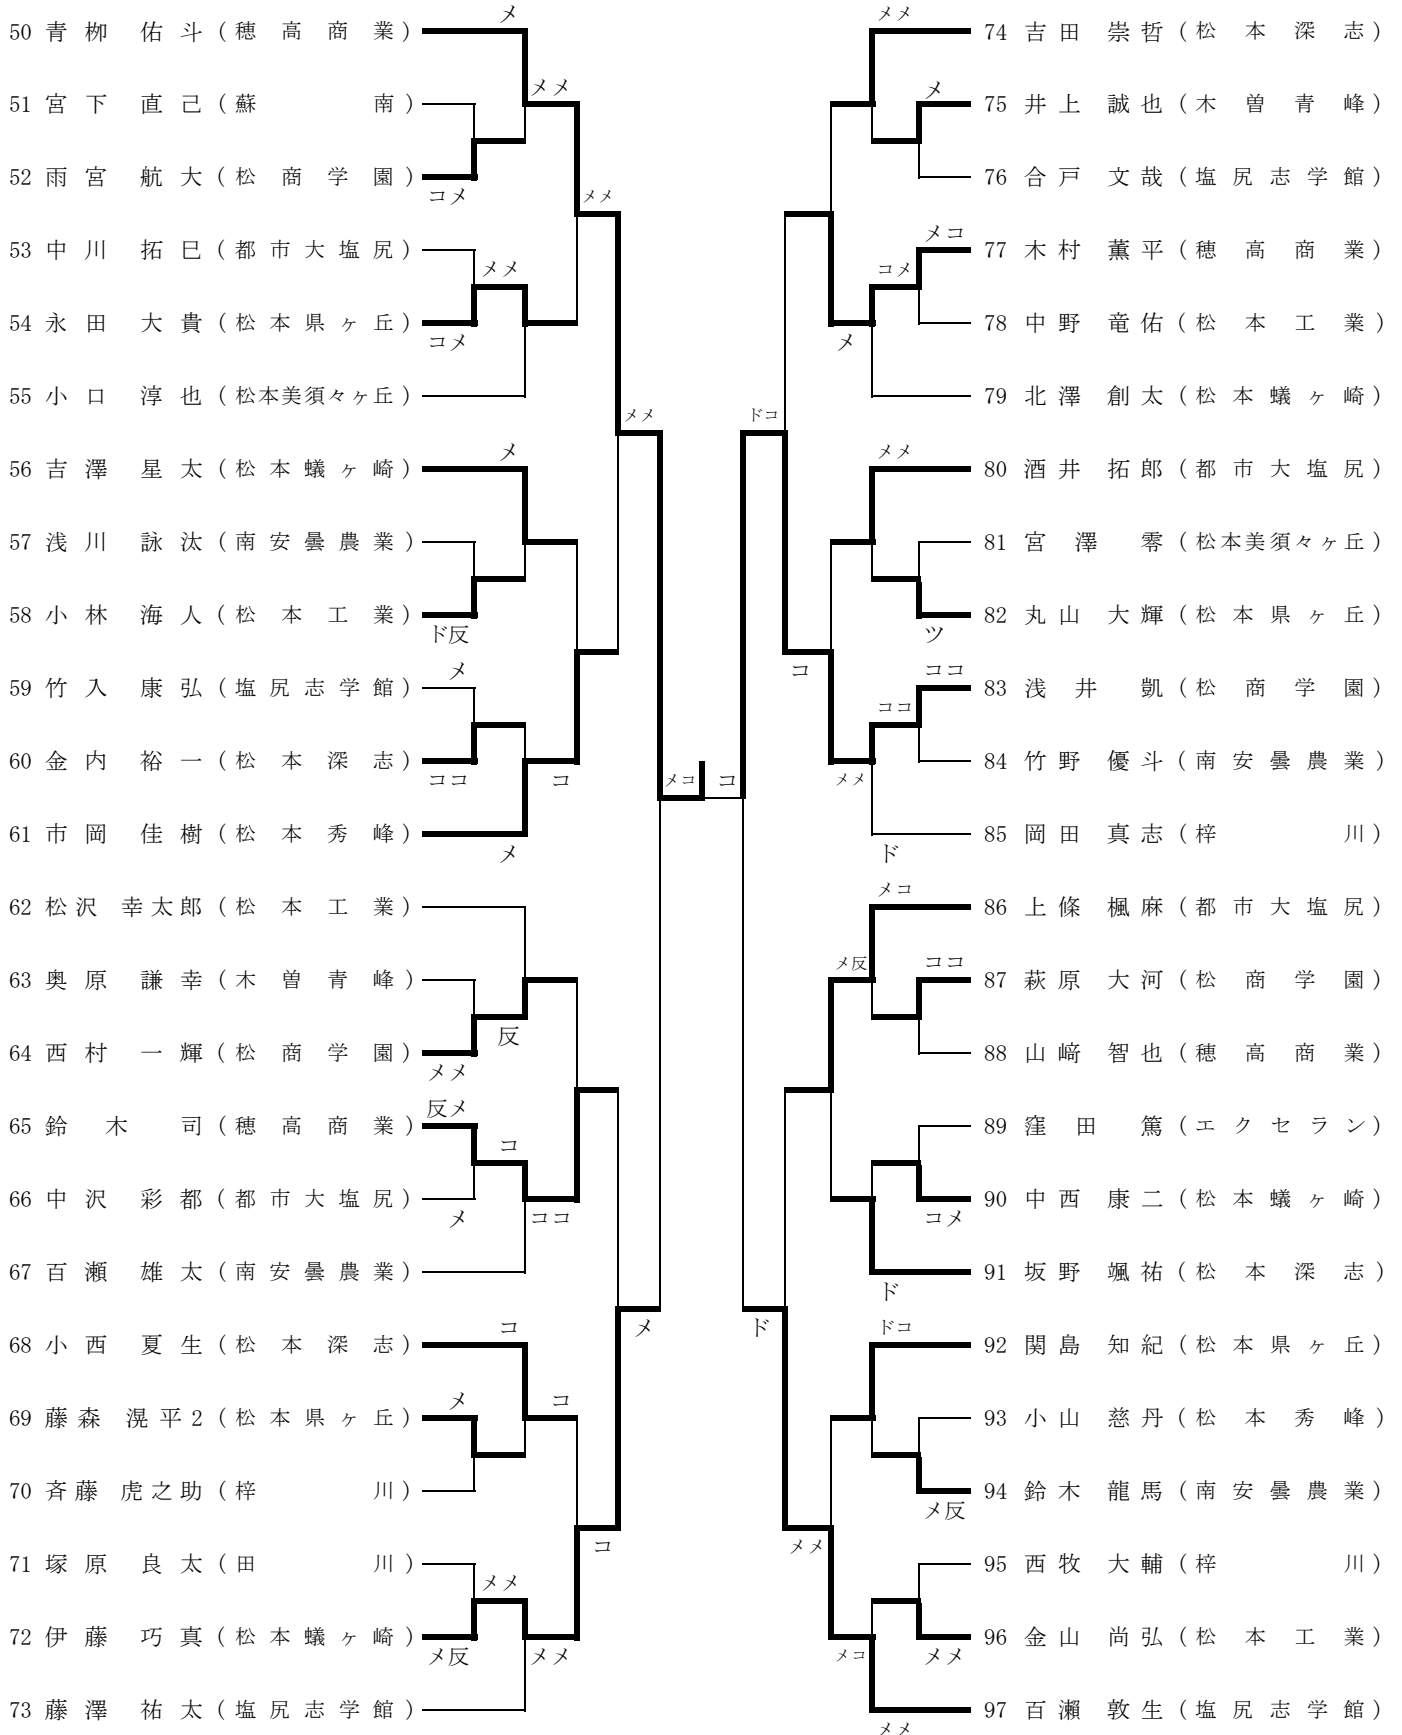 50 青栁 佑斗 (穂高商業)
51 宮下 直己 (蘇南)
52 雨宮 航大 (松商学園)
53 中川 拓巳 (都市大塩尻)
54 永田 大貴 (松本県ヶ丘)
55 小口 淳也 (松本美須々ヶ丘)
56 吉澤 星太 (松本蟻ヶ崎)
57 浅川 詠汰 (南安曇農業)
58 小林 海人 (松本工業)
59 竹入 康弘 (塩尻志学館)
60 金内 裕一 (松本深志)
61 市岡 佳樹 (松本秀峰)
62 松沢 幸太郎 (松本工業)
63 奥原 謙幸 (木曽青峰)
64 西村 一輝 (松商学園)
65 鈴木 司 (穂高商業)
66 中沢 彩都 (都市大塩尻)
67 百瀬 雄太 (南安曇農業)
68 小西 夏生 (松本深志)
69 藤森 滉平2 (松本県ヶ丘)
70 斉藤 虎之助 (梓川)
71 塚原 良太 (田川)
72 伊藤 巧真 (松本蟻ヶ崎)
73 藤澤 祐太 (塩尻志学館)
メ
メメ
コメ
メメ
メメ
コメ
メメ
メ
ド反
メ
ココ
コ
メ
メコ
反
メメ
反メ
コ
メ
ココ
コ
メ
メ
コ
コ
メメ
メ反
メメ
74 吉田 崇哲 (松本深志)
75 井上 誠也 (木曽青峰)
76 合戸 文哉 (塩尻志学館)
77 木村 薫平 (穂高商業)
78 中野 竜佑 (松本工業)
79 北澤 創太 (松本蟻ヶ崎)
80 酒井 拓郎 (都市大塩尻)
81 宮澤 零 (松本美須々ヶ丘)
82 丸山 大輝 (松本県ヶ丘)
83 浅井 凱 (松商学園)
84 竹野 優斗 (南安曇農業)
85 岡田 真志 (梓川)
86 上條 楓麻 (都市大塩尻)
87 萩原 大河 (松商学園)
88 山﨑 智也 (穂高商業)
89 窪田 篤 (エクセラン)
90 中西 康二 (松本蟻ヶ崎)
91 坂野 颯祐 (松本深志)
92 関島 知紀 (松本県ヶ丘)
93 小山 慈丹 (松本秀峰)
94 鈴木 龍馬 (南安曇農業)
95 西牧 大輔 (梓川)
96 金山 尚弘 (松本工業)
97 百瀬 敦生 (塩尻志学館)
メメ
メ
メコ
コメ
メ
ドコ
メメ
ツ
コ
ココ
ココ
コ
メメ
ド
メコ
メ反
ココ
コメ
ド
ド
ドコ
メ反
メメ
メコ
メメ
メメ